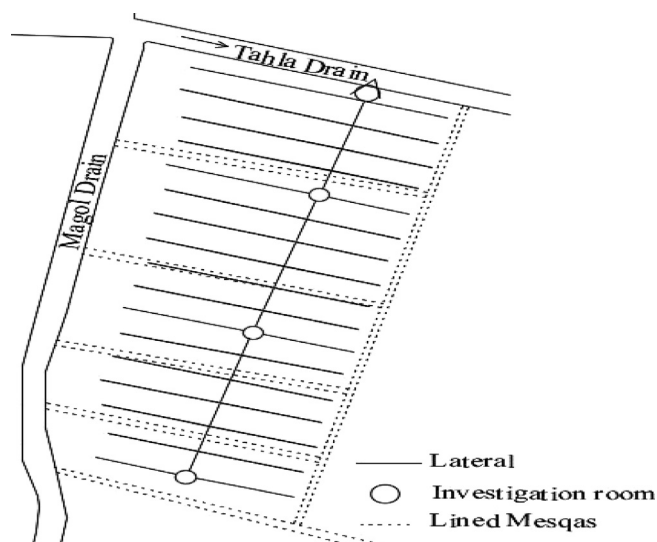 Tahla Drain
Magol Drain
Lateral
Investigation room
Lined Mesqas